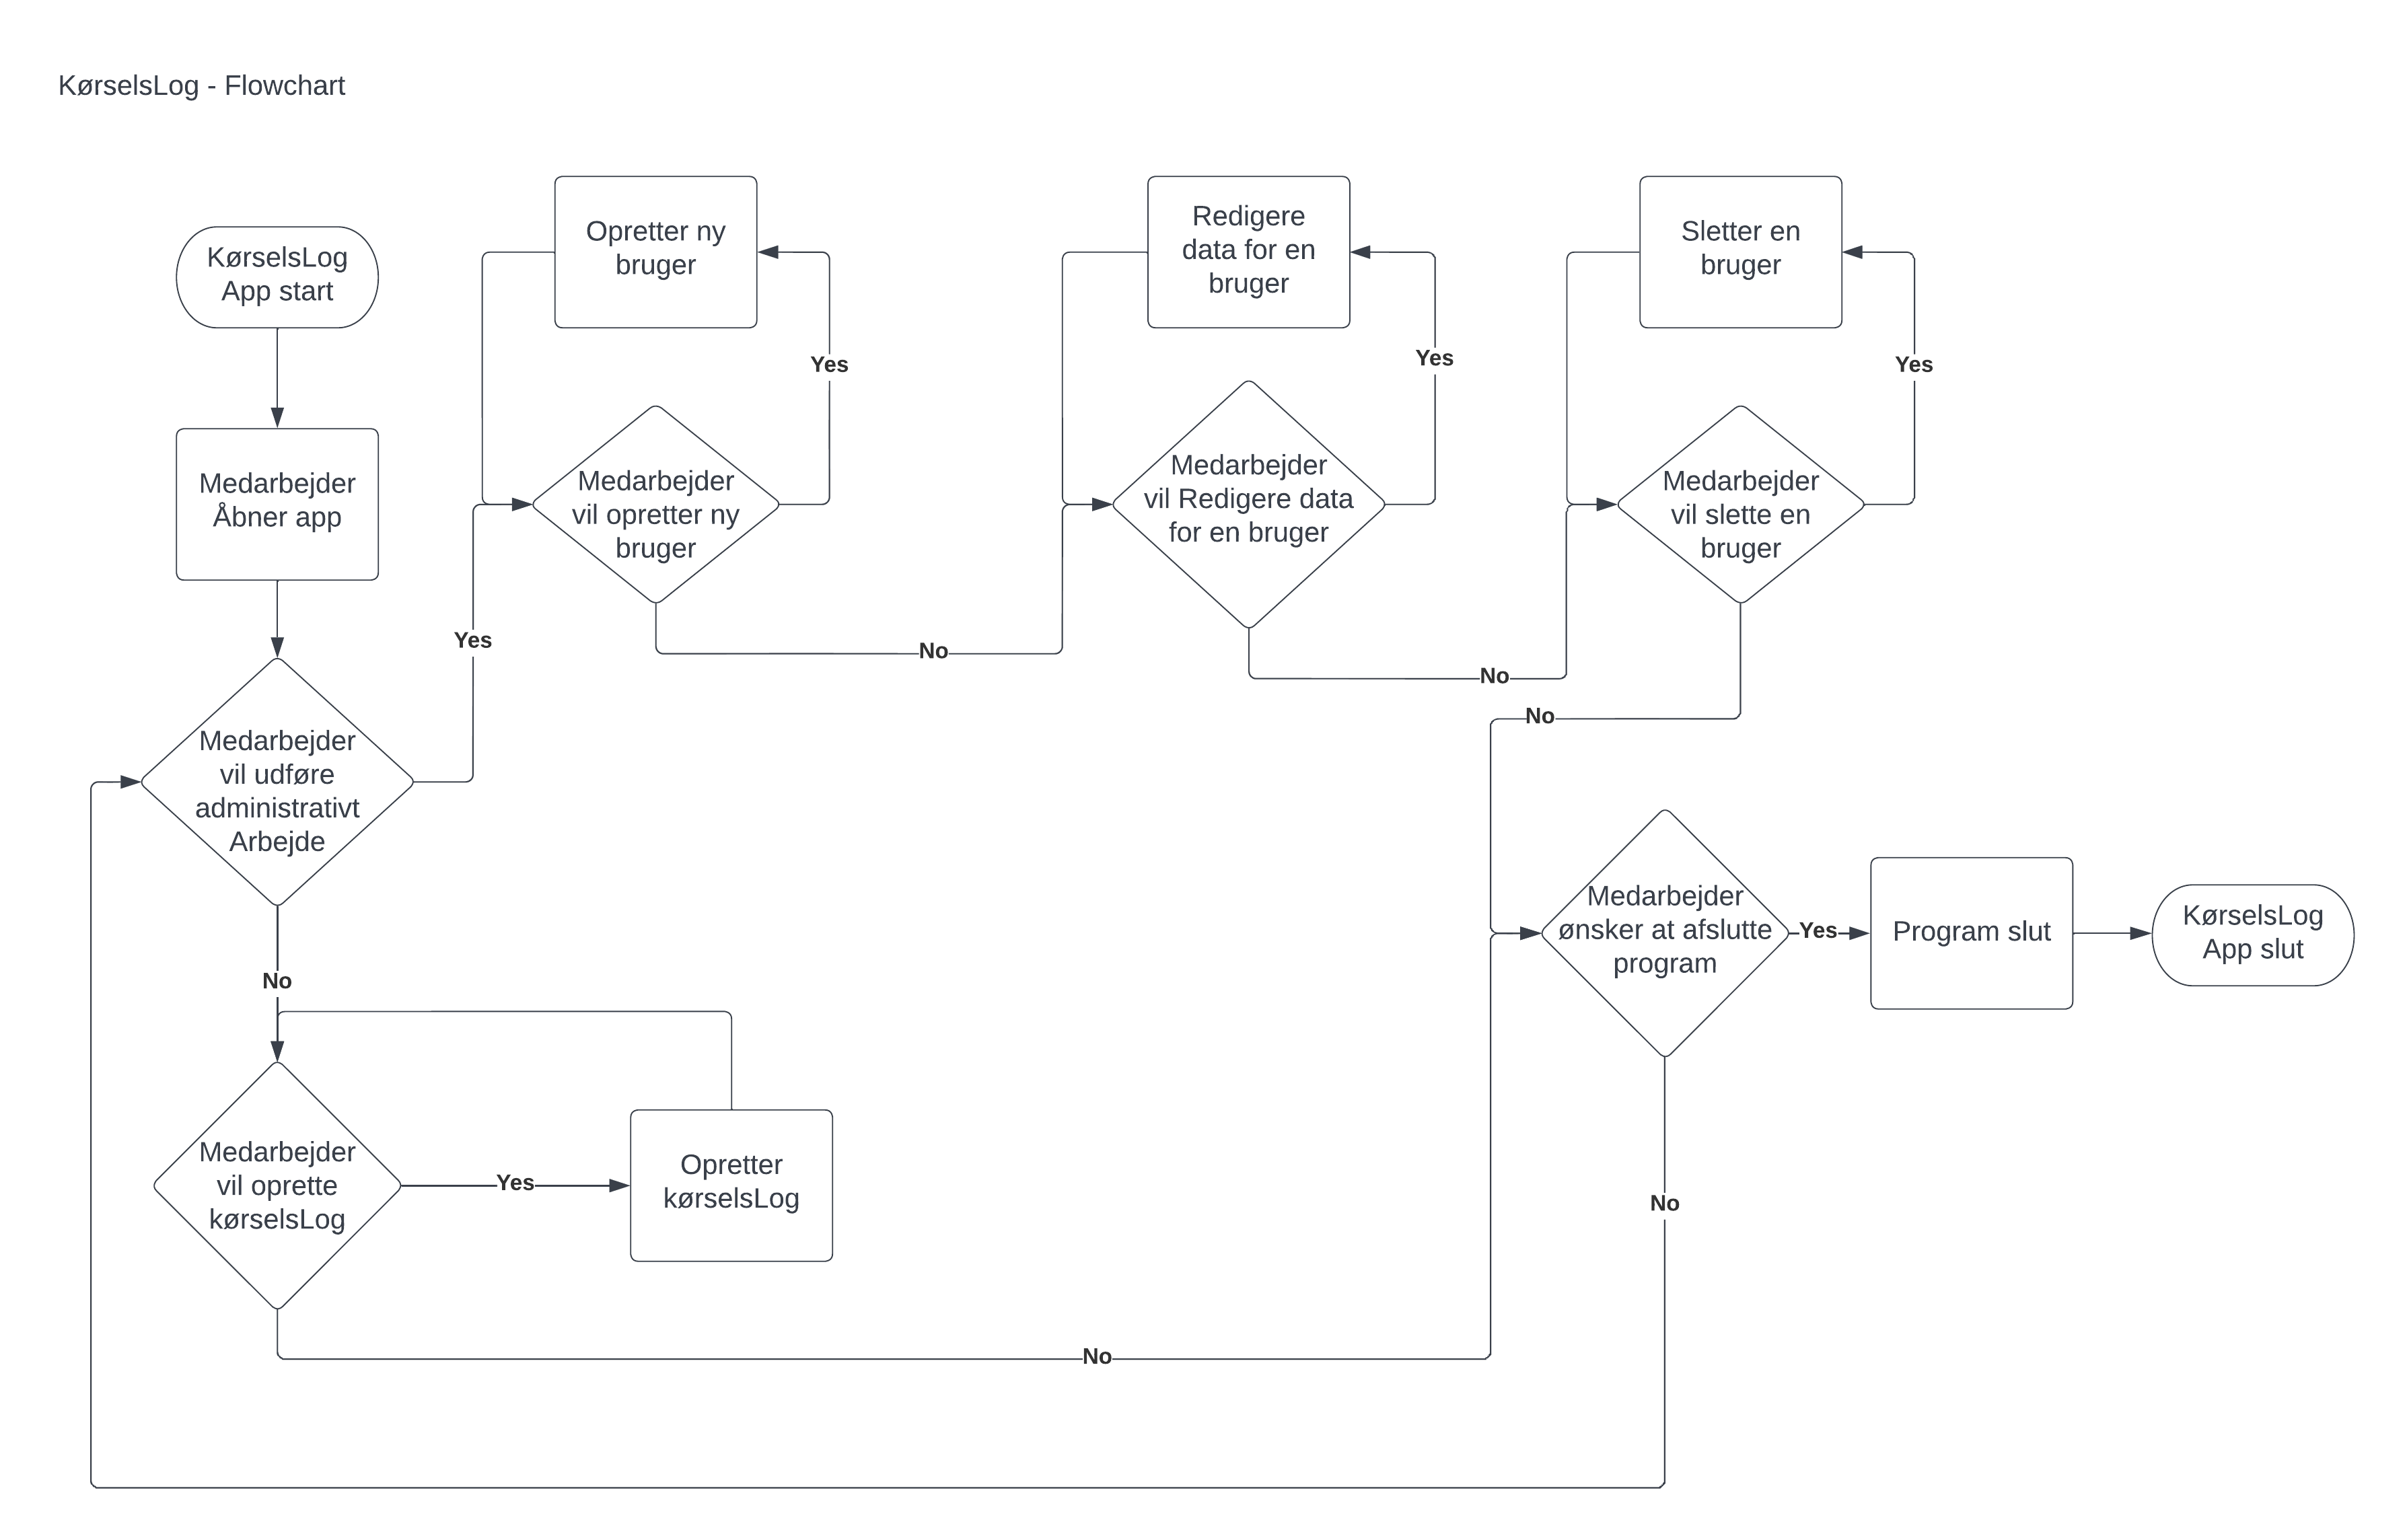 KørselsLog - Flowchart
KørselsLog
App start
Medarbejder
Åbner app
Medarbejder
vil udføre
administrativt
Arbejde
Yes
Opretter ny
bruger
Medarbejder
vil opretter ny
bruger
Yes
No
Redigere
data for en
bruger
Medarbejder
vil Redigere data
for en bruger
Yes
No
Sletter en
bruger
Medarbejder
vil slette en
bruger
Yes
No
No
Medarbejder
vil oprette
kørselsLog
Yes
Opretter
kørselsLog
No
Medarbejder
ønsker at afslutte
program
Yes
Program slut
KørselsLog
App slut
No